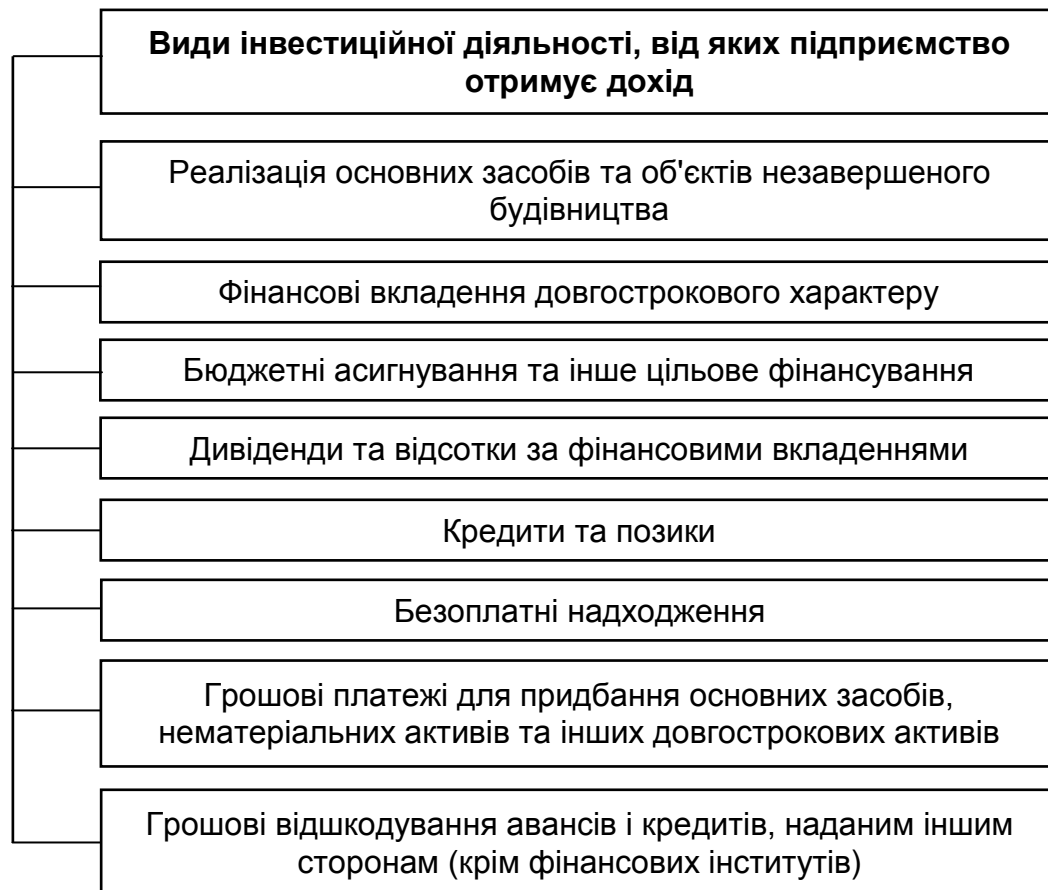 Види інвестиційної діяльності, від яких підприємство
отримує дохід
Реалізація основних засобів та об'єктів незавершеного
будівництва
Фінансові вкладення довгострокового характеру
Бюджетні асигнування та інше цільове фінансування
Дивіденди та відсотки за фінансовими вкладеннями
Кредити та позики
Безоплатні надходження
Грошові платежі для придбання основних засобів,
нематеріальних активів та інших довгострокових активів
Грошові відшкодування авансів і кредитів, наданим іншим
сторонам (крім фінансових інститутів)